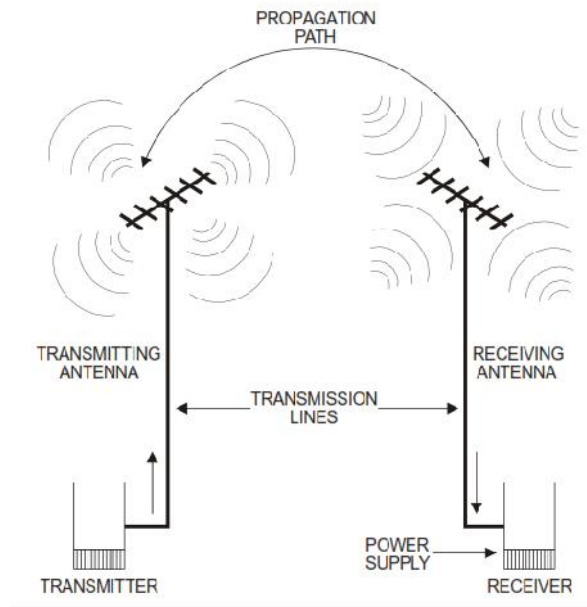 PROPAGATION
PATH
TRANSMITTING
ANTENNA
RECEIVING
ANTENNA
TRANSMISSION
LINES
POWER
SUPPLY
TRANSMITTER
RECEIVER